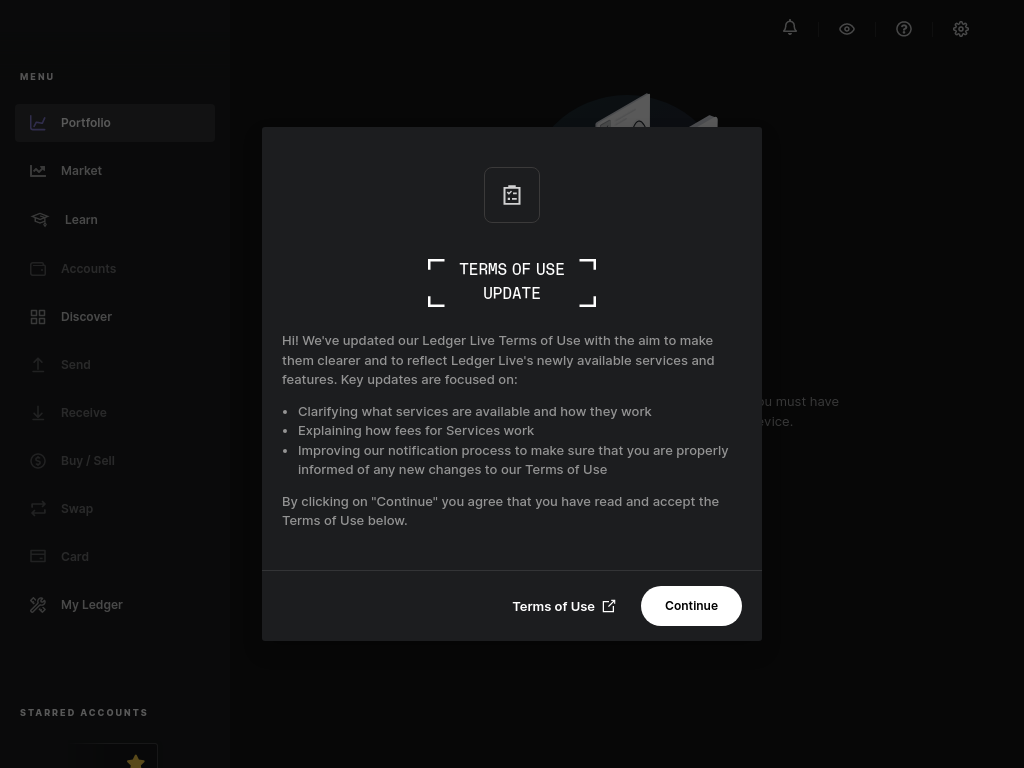 MENU
Portfolio
Market
Learn
Accounts
Discover
Send
Receive
Buy / Sell
Swap
Card
My Ledger
STARRED ACCOUNTS
TERMS OF USE
UPDATE
Hi! We've updated our Ledger Live Terms of Use with the aim to make
them clearer and to reflect Ledger Live's newly available services and
features. Key updates are focused on:
• Clarifying what services are available and how they work
• Explaining how fees for Services work
• Improving our notification process to make sure that you are properly
informed of any new changes to our Terms of Use
By clicking on "Continue" you agree that you have read and accept the
Terms of Use below.
Terms of Use
Continue
must have